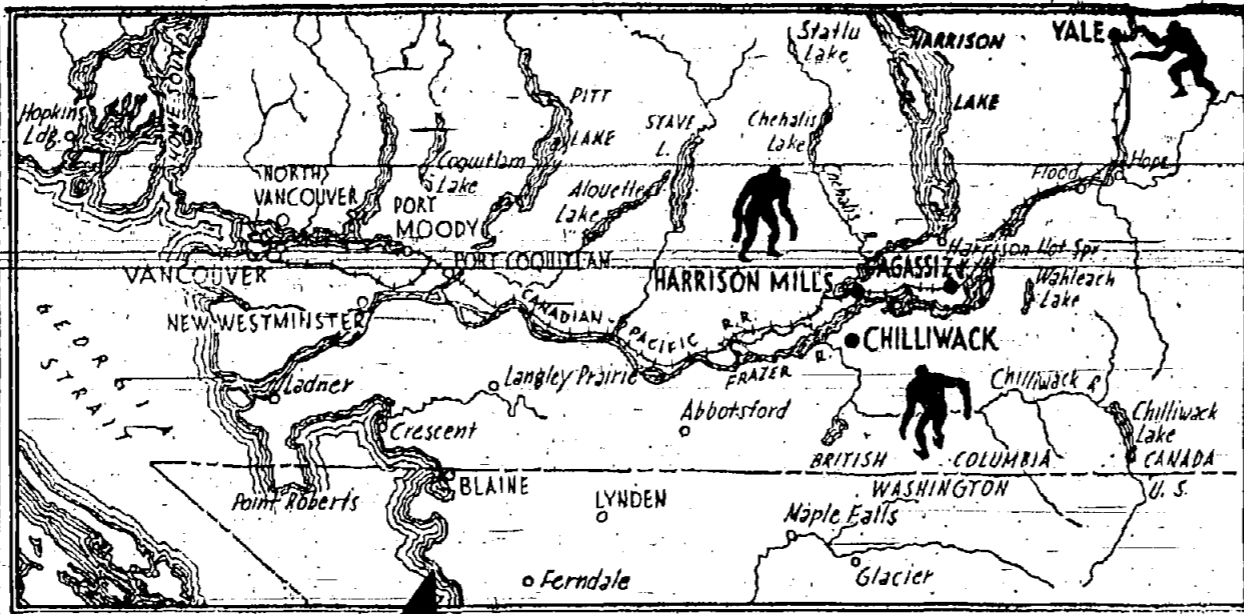 Statlu
Lake
HARRISON
LAKE
YALE
HOWE SOUND
Hopkins
Ldg.
PITT
LAKE
STAVE
L.
Chehalis
Lake
Coquitlam
Lake
NORTH
VANCOUVER
PORT
MOODY
Alouette
Lake
Chehalis
Flood
Hope
VANCOUVER
PORT COQUITLAM
HARRISON MILLS
AGASSIZ
Harrison Hot Spr.
Wahleach
Lake
NEW WESTMINSTER
CANADIAN
PACIFIC
R.R.
FRAZER
R.
CHILLIWACK
STRAIT
Ladner
Langley Prairie
Abbotsford
Chilliwack R
Chilliwack
Lake
Crescent
BRITISH COLUMBIA
CANADA
Point Roberts
BLAINE
LYNDEN
WASHINGTON
U. S.
Maple Falls
Ferndale
Glacier